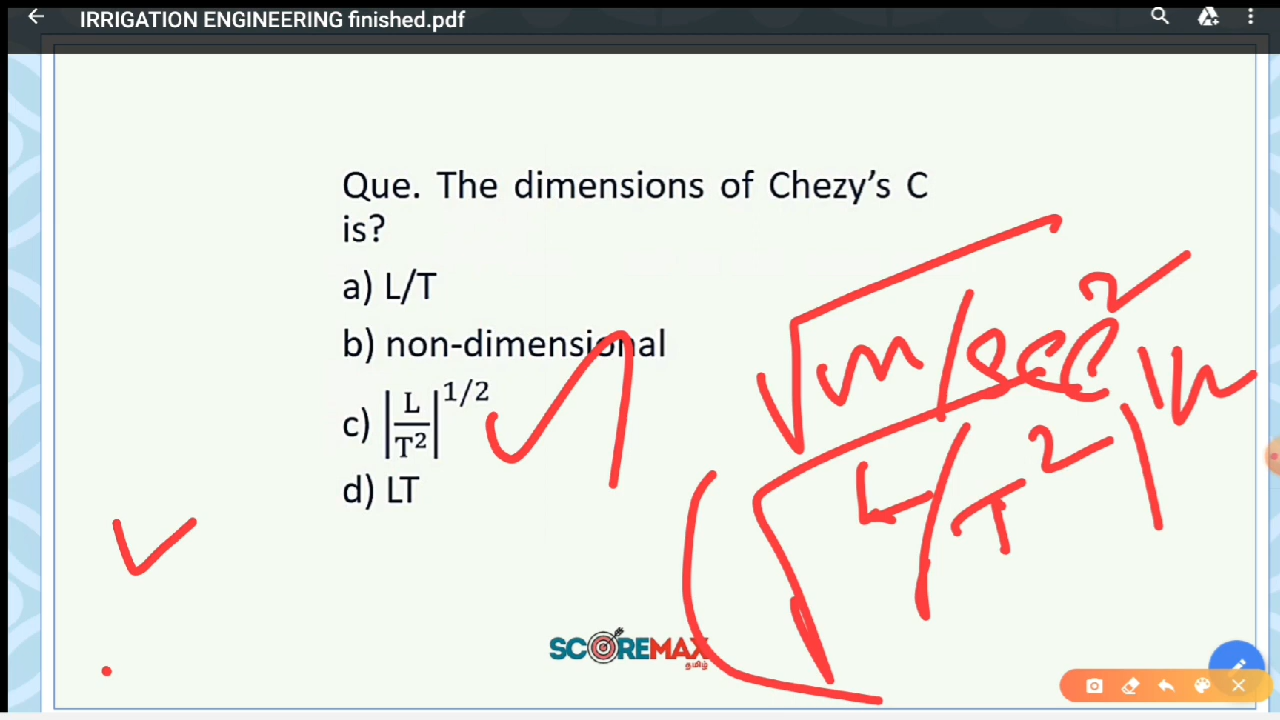 IRRIGATION ENGINEERING finished.pdf
Que. The dimensions of Chezy’s C
is?
a) L/T
b) non-dimensional
c) |L/T²|^1/2
d) LT
√m/sec²
(√L/T²)
SCOREMAX
தமிழ்